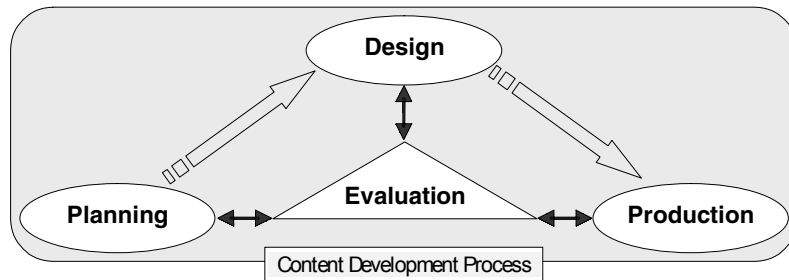 Design
Evaluation
Planning
Production
Content Development Process